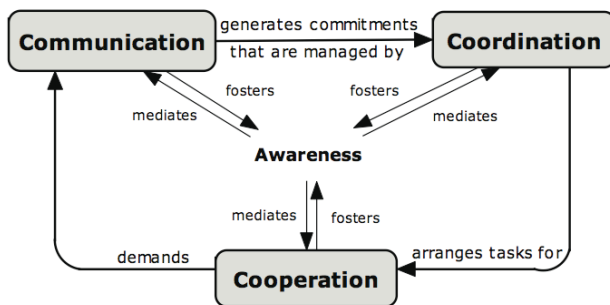 generates commitments
Communication
Coordination
that are managed by
fosters
fosters
mediates
mediates
Awareness
mediates
fosters
demands
arranges tasks for
Cooperation